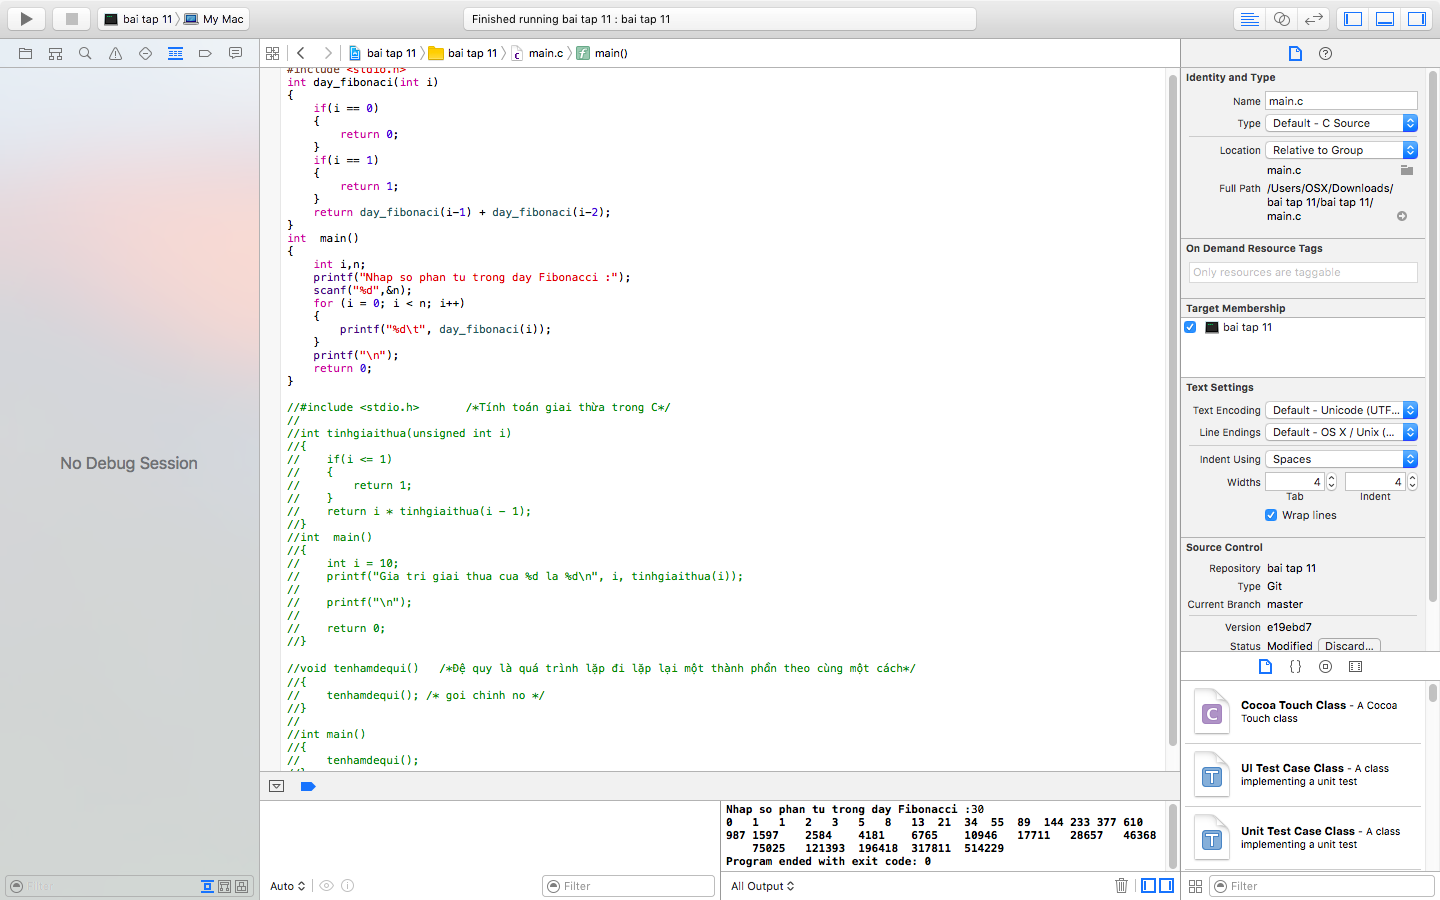 bai tap 11 〉 My Mac
Finished running bai tap 11 : bai tap 11
bai tap 11 〉 bai tap 11 〉 main.c 〉 main()
#include <stdio.h>
int day_fibonaci(int i)
{
    if(i == 0)
    {
        return 0;
    }
    if(i == 1)
    {
        return 1;
    }
    return day_fibonaci(i-1) + day_fibonaci(i-2);
}
int  main()
{
    int i,n;
    printf("Nhap so phan tu trong day Fibonacci :");
    scanf("%d",&n);
    for (i = 0; i < n; i++)
    {
        printf("%d\t", day_fibonaci(i));
    }
    printf("\n");
    return 0;
}
//#include <stdio.h>       /*Tính toán giai thừa trong C*/
//
//int tinhgiaithua(unsigned int i)
//{
//    if(i <= 1)
//    {
//        return 1;
//    }
//    return i * tinhgiaithua(i - 1);
//}
//int  main()
//{
//    int i = 10;
//    printf("Gia tri giai thua cua %d la %d\n", i, tinhgiaithua(i));
//
//    printf("\n");
//
//    return 0;
//}
//void tenhamdequi()   /*Đệ quy là quá trình lặp đi lặp lại một thành phần theo cùng một cách*/
//{
//    tenhamdequi(); /* goi chinh no */
//}
//
//int main()
//{
//    tenhamdequi();
No Debug Session
Filter
Nhap so phan tu trong day Fibonacci :30
0 1 1 2 3 5 8 13 21 34 55 89 144 233 377 610
987 1597 2584 4181 6765 10946 17711 28657 46368
75025 121393 196418 317811 514229
Program ended with exit code: 0
Auto
Filter
All Output
Identity and Type
Name main.c
Type Default - C Source
Location Relative to Group
main.c
Full Path /Users/OSX/Downloads/
bai tap 11/bai tap 11/
main.c
On Demand Resource Tags
Only resources are taggable
Target Membership
bai tap 11
Text Settings
Text Encoding Default - Unicode (UTF...
Line Endings Default - OS X / Unix (...
Indent Using Spaces
Widths 4 4
Tab Indent
Wrap lines
Source Control
Repository bai tap 11
Type Git
Current Branch master
Version e19ebd7
Status Modified Discard...
{}
C Cocoa Touch Class - A Cocoa
Touch class
T UI Test Case Class - A class
implementing a unit test
T Unit Test Case Class - A class
implementing a unit test
Filter